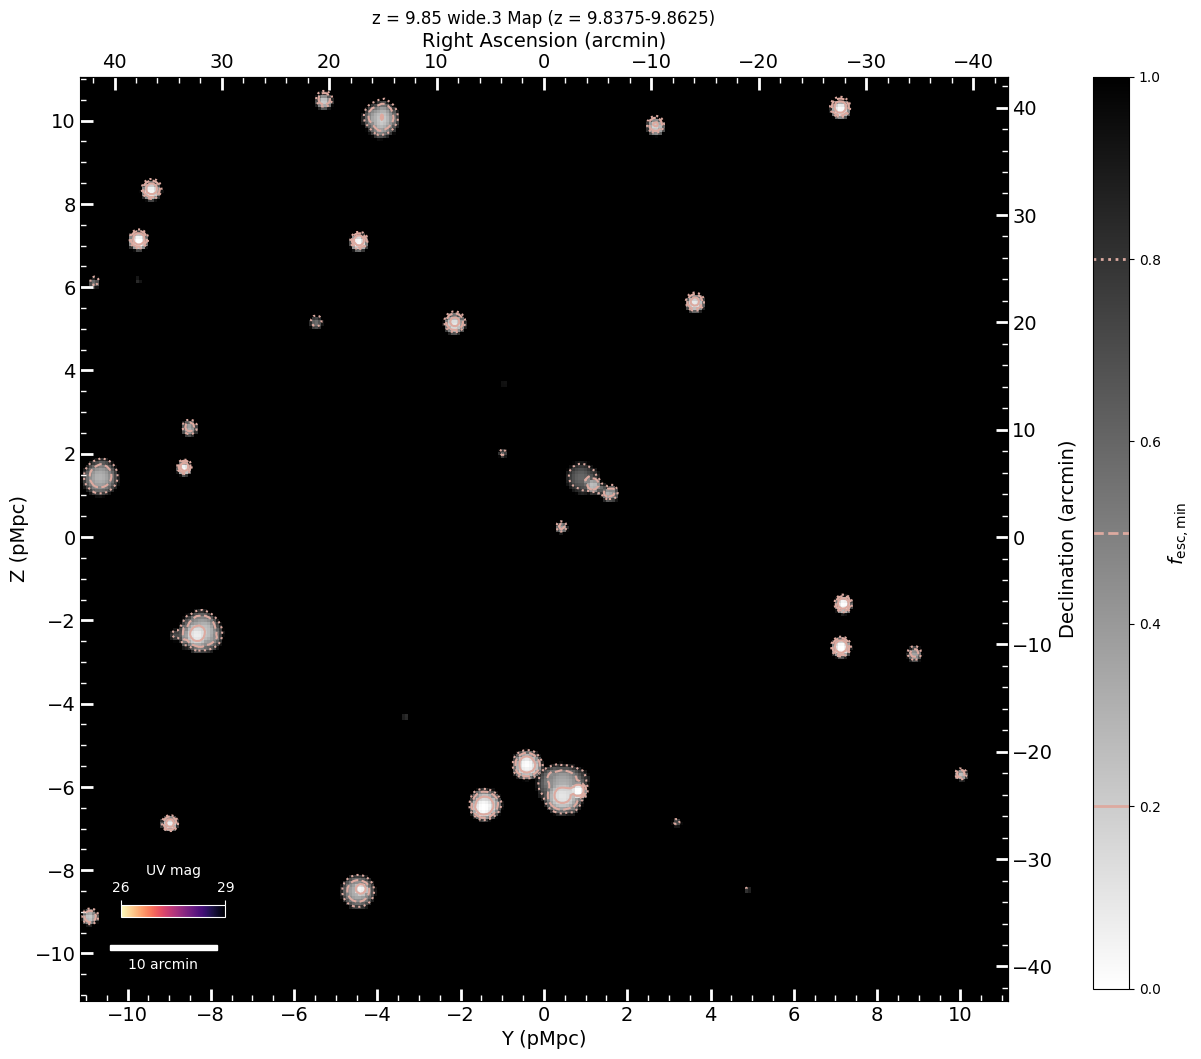 z = 9.85 wide.3 Map (z = 9.8375-9.8625)
Right Ascension (arcmin)
40 30 20 10 0 −10 −20 −30 −40
10
8
6
4
2
0
−2
−4
−6
−8
−10
Z (pMpc)
40
30
20
10
0
−10
−20
−30
−40
Declination (arcmin)
UV mag
26 29
10 arcmin
−10 −8 −6 −4 −2 0 2 4 6 8 10
Y (pMpc)
1.0
0.8
0.6
0.4
0.2
0.0
fesc, min